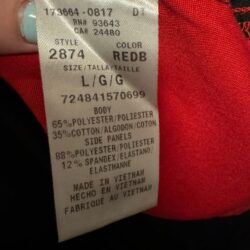 173664-0817 DT
RN# 93643
CA# 24480
STYLE COLOR
2874 REDB
SIZE/TALLA/TAILLE
L/G/G
724841570699
BODY
65%POLYESTER/POLIESTER
35%COTTON/ALGODON/COTON
SIDE PANELS
88%POLYESTER/POLIESTER
12% SPANDEX/ELASTANO/
ELASTHANNE
MADE IN VIETNAM
HECHO EN VIETNAM
FABRIQUE AU VIETNAM